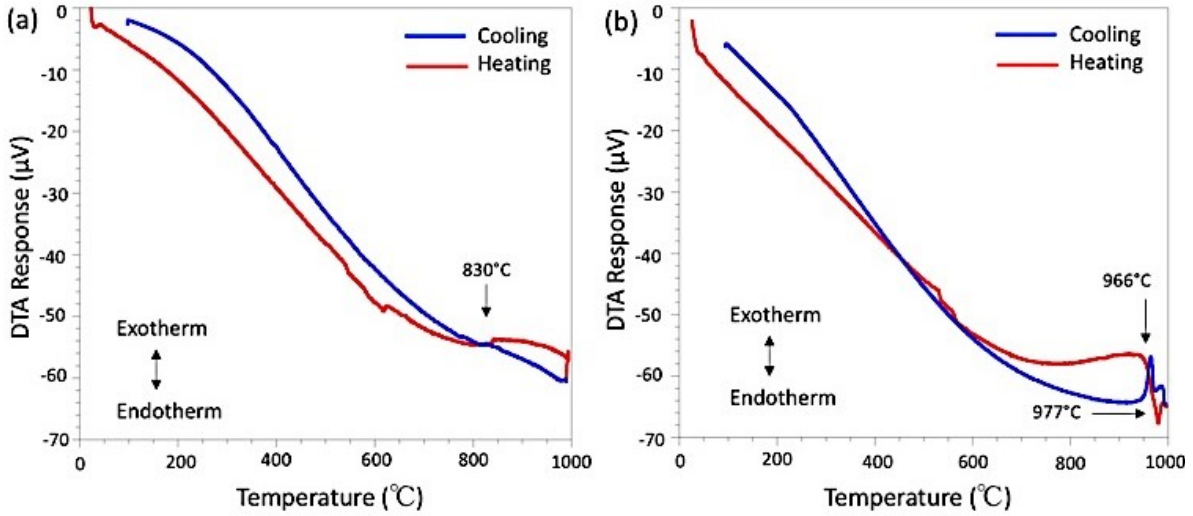 (a)
0
-10
-20
-30
-40
-50
-60
-70
DTA Response (µV)
Cooling
Heating
830°C
Exotherm
Endotherm
0
200
400
600
800
1000
Temperature (℃)
(b)
0
-10
-20
-30
-40
-50
-60
-70
DTA Response (µV)
Cooling
Heating
966°C
Exotherm
Endotherm
977°C
0
200
400
600
800
1000
Temperature (℃)